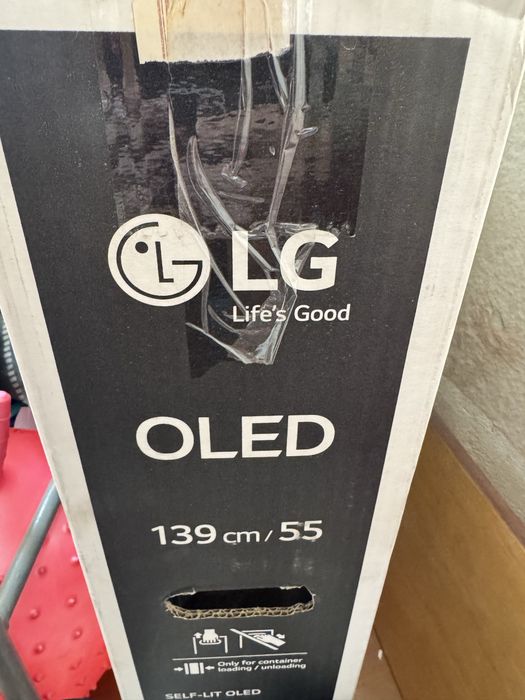 LG
Life's Good
OLED
139 cm / 55
Only for container
loading / unloading
SELF-LIT OLED